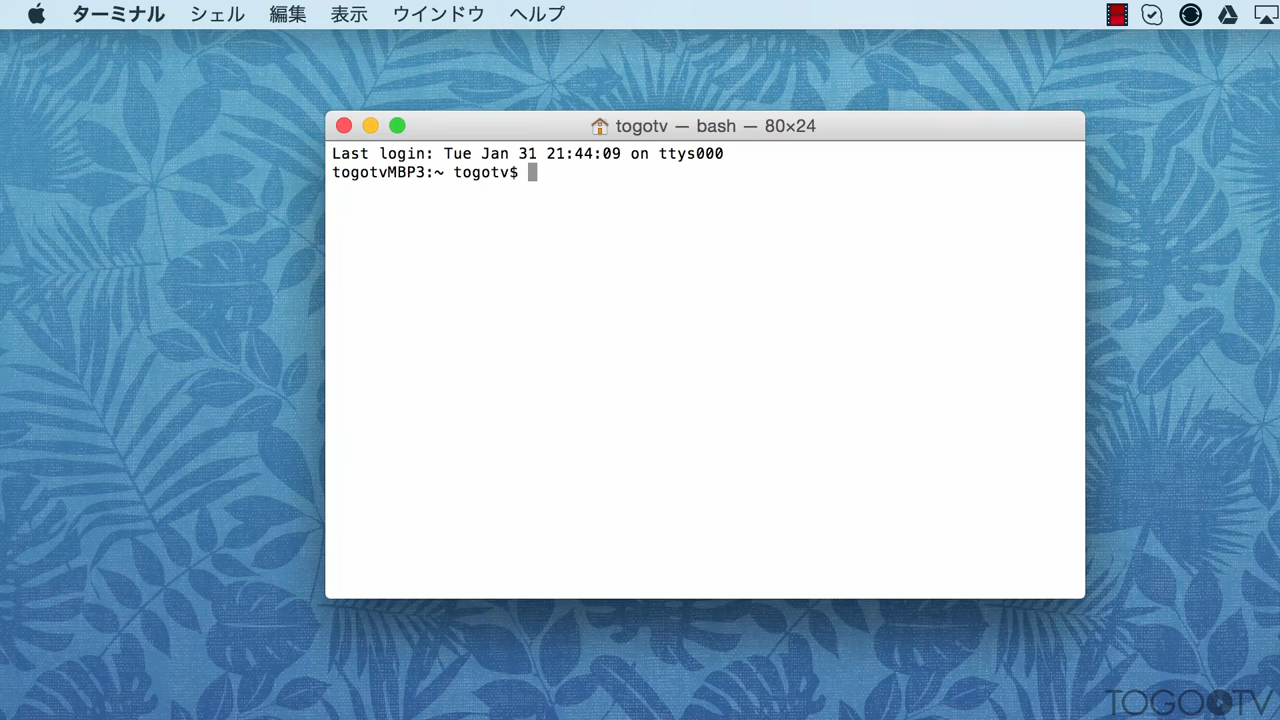 ターミナル シェル 編集 表示 ウインドウ ヘルプ
togotv — bash — 80×24
Last login: Tue Jan 31 21:44:09 on ttys000
togotvMBP3:~ togotv$
TOGOTV